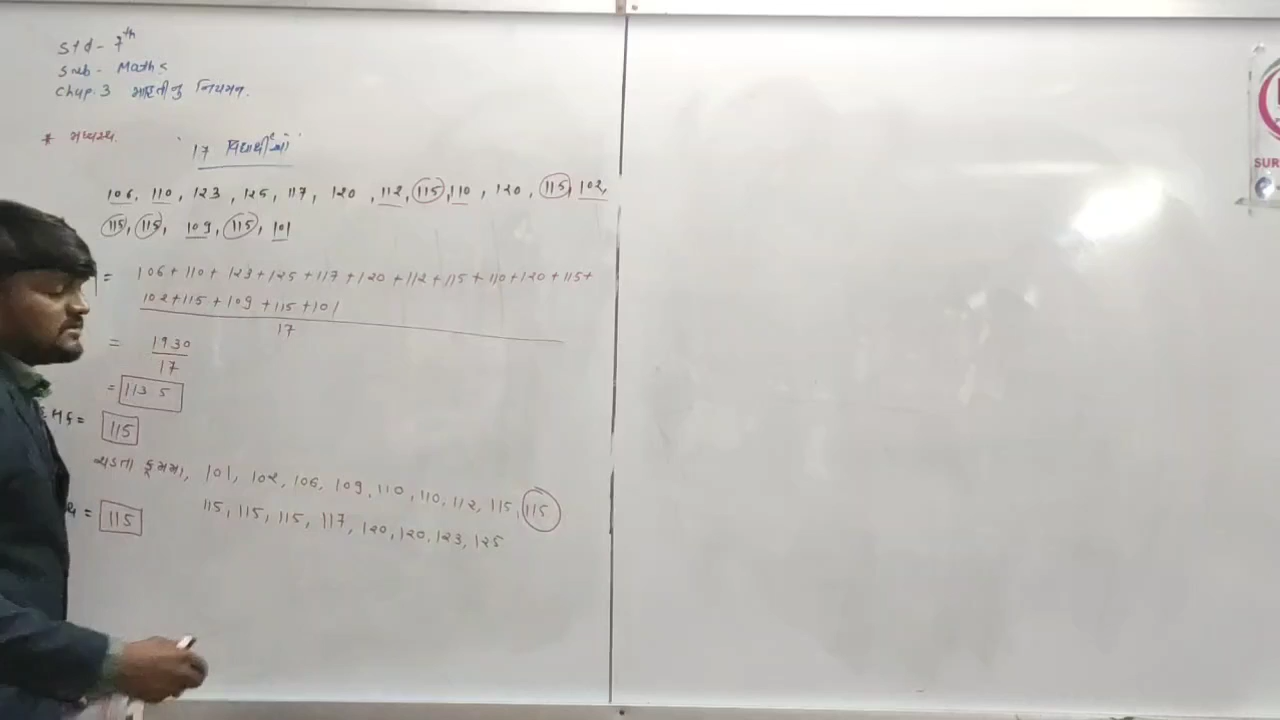 Std - 7th
Sub - Maths
Chap. 3 માહિતીનું નિયમન.
* મધ્યસ્થ.
17 વિદ્યાર્થીઓ
106, 110, 123, 125, 117, 120, 112, 115, 110, 120, 115, 102,
115, 115, 109, 115, 101
= 106 + 110 + 123 + 125 + 117 + 120 + 112 + 115 + 110 + 120 + 115 +
102 + 115 + 109 + 115 + 101
17
= 1930
17
= 113 5
= 115
ચડતા ક્રમમાં, 101, 102, 106, 109, 110, 110, 112, 115, 115
115, 115, 115, 117, 120, 120, 123, 125
= 115
SUR